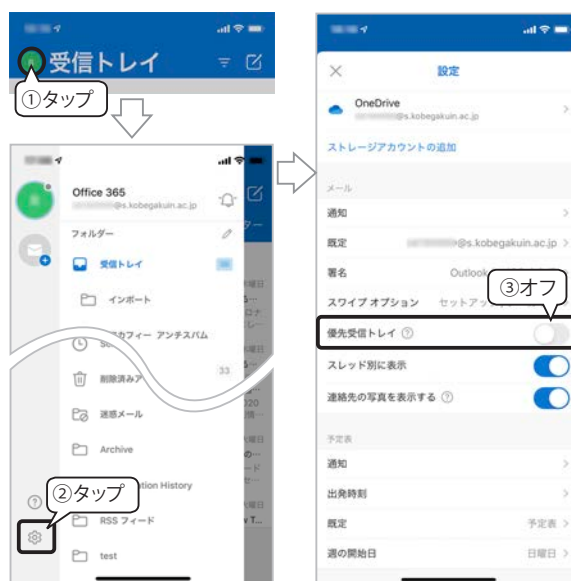 受信トレイ
①タップ
Office 365
@s.kobegakuin.ac.jp
フォルダー
受信トレイ
インポート
カフィー アンチスパム
削除済みア
33
迷惑メール
Archive
tion History
②タップ
RSS フィード
test
設定
OneDrive
@s.kobegakuin.ac.jp
ストレージアカウントの追加
メール
通知
既定
@s.kobegakuin.ac.jp
署名
Outlook
③オフ
スワイプ オプション
セットア
優先受信トレイ
スレッド別に表示
連絡先の写真を表示する
予定表
通知
出発時刻
既定
予定表
週の開始日
日曜日